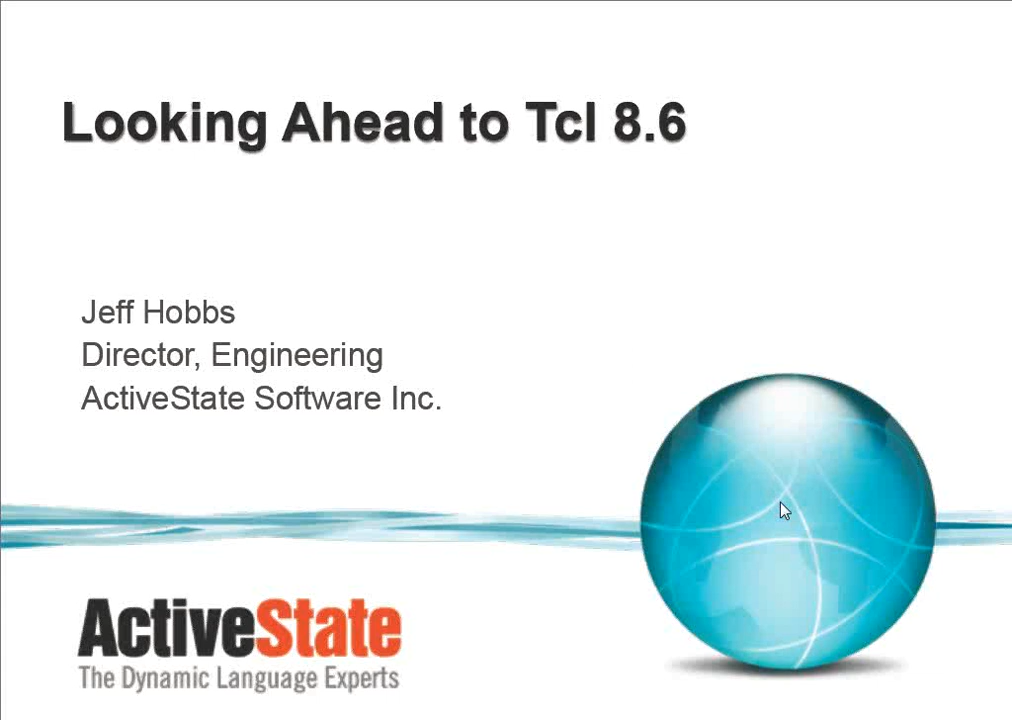 Looking Ahead to Tcl 8.6
Jeff Hobbs
Director, Engineering
ActiveState Software Inc.
ActiveState
The Dynamic Language Experts